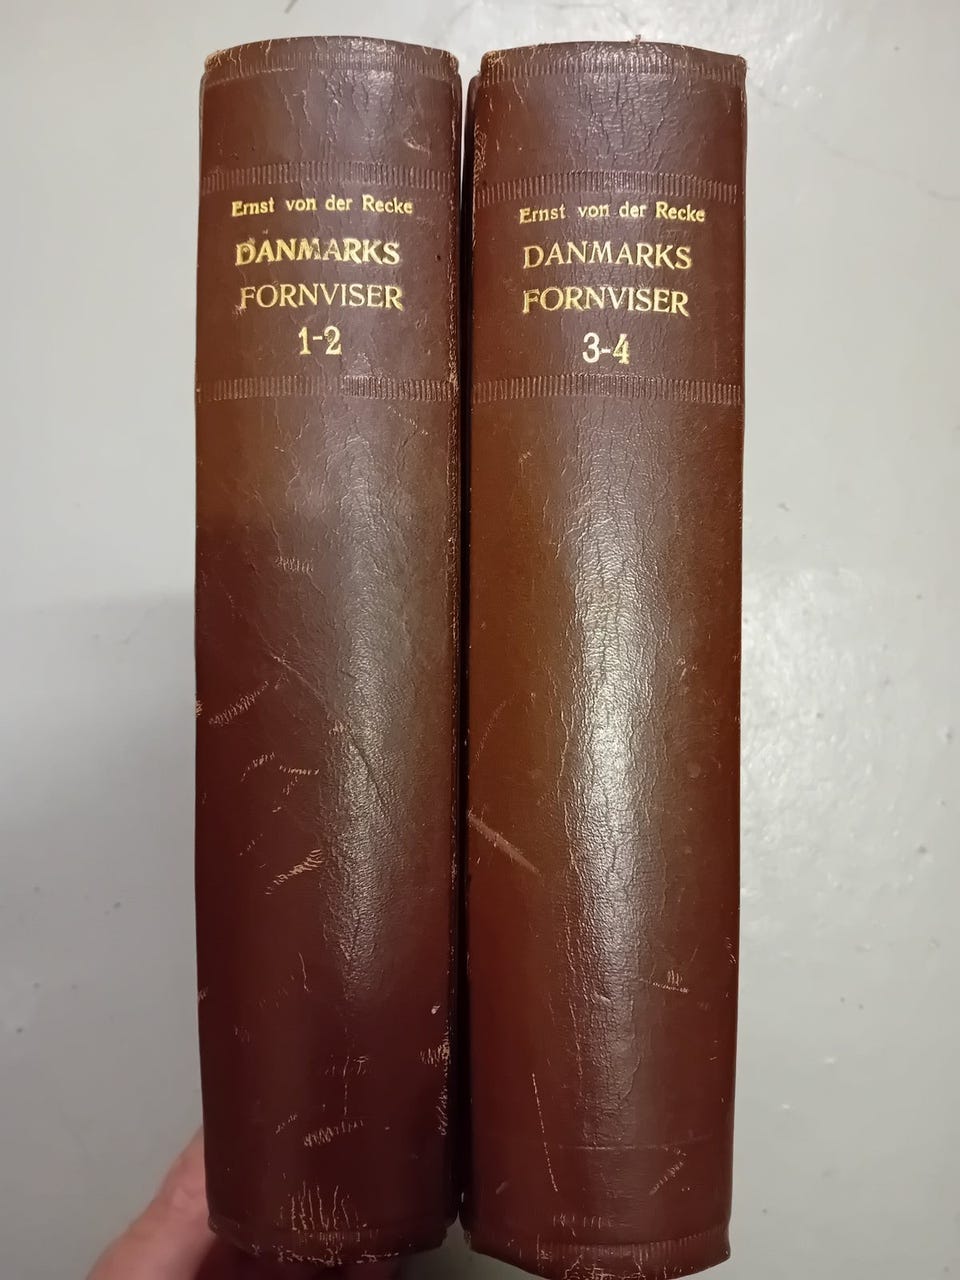 Ernst von der Recke
DANMARKS
FORNVISER
1-2
Ernst von der Recke
DANMARKS
FORNVISER
3-4